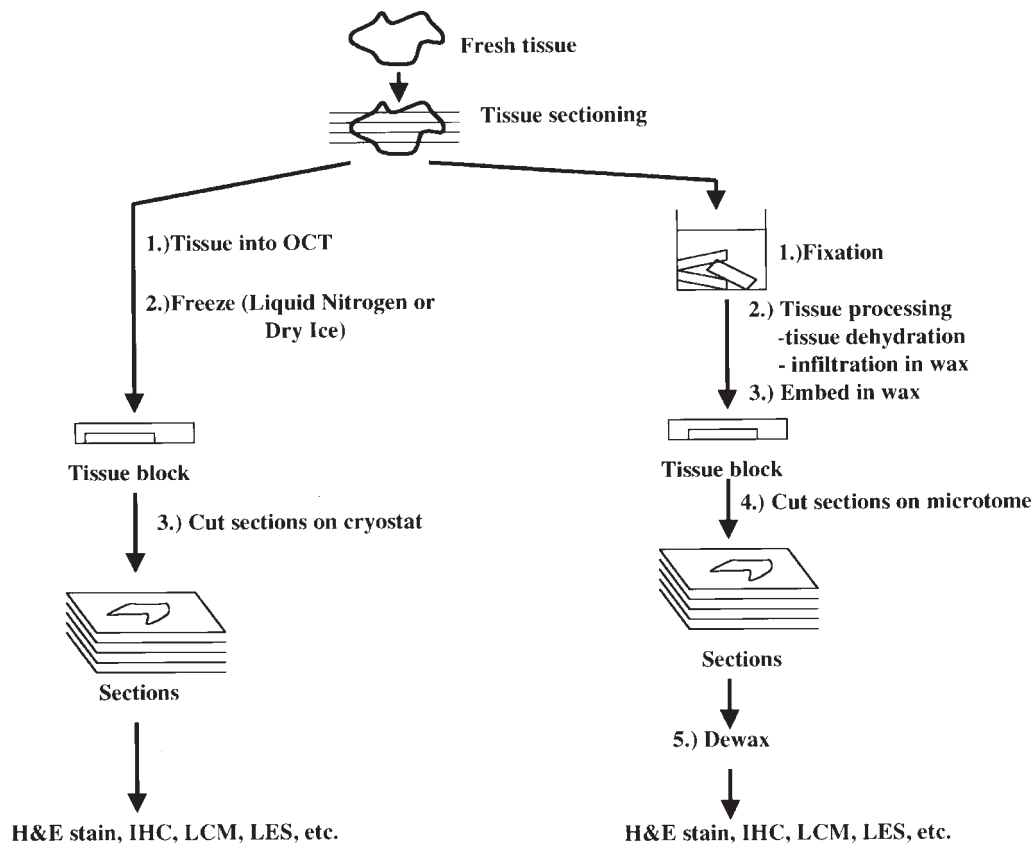 Fresh tissue
Tissue sectioning
1.)Tissue into OCT
2.)Freeze (Liquid Nitrogen or
Dry Ice)
Tissue block
3.) Cut sections on cryostat
Sections
H&E stain, IHC, LCM, LES, etc.
1.)Fixation
2.) Tissue processing
-tissue dehydration
- infiltration in wax
3.) Embed in wax
Tissue block
4.) Cut sections on microtome
Sections
5.) Dewax
H&E stain, IHC, LCM, LES, etc.